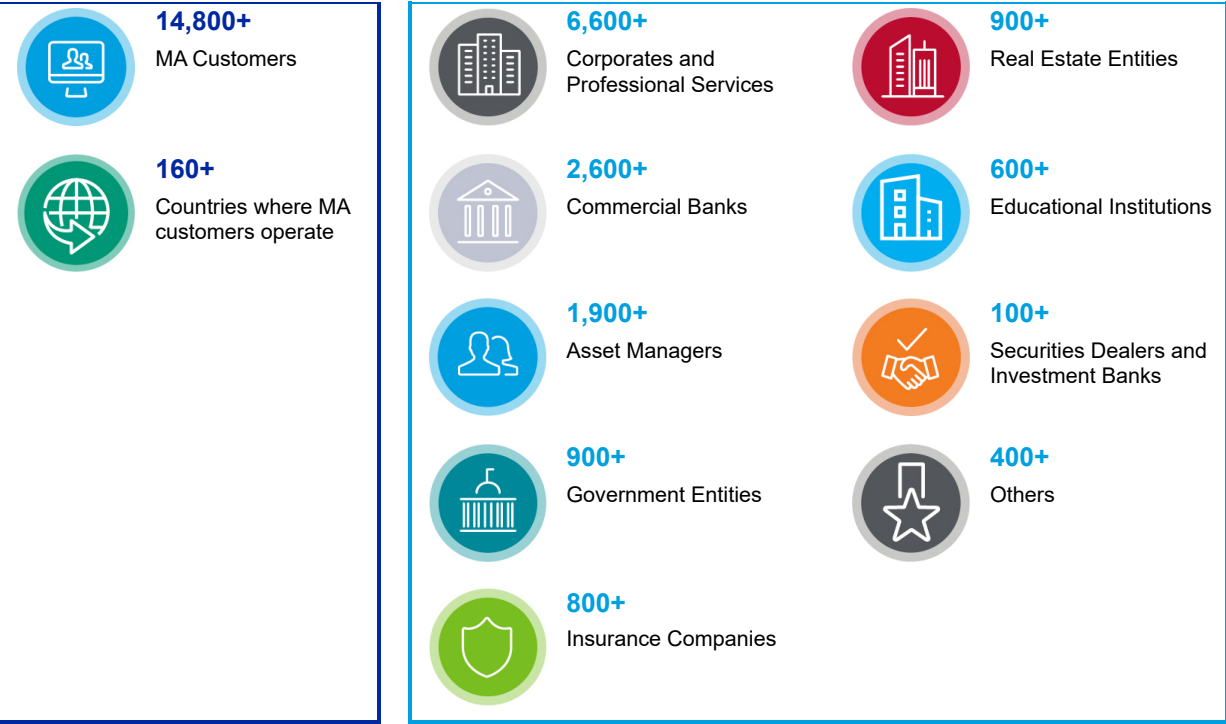 14,800+
MA Customers
160+
Countries where MA
customers operate
6,600+
Corporates and
Professional Services
2,600+
Commercial Banks
1,900+
Asset Managers
900+
Government Entities
800+
Insurance Companies
900+
Real Estate Entities
600+
Educational Institutions
100+
Securities Dealers and
Investment Banks
400+
Others